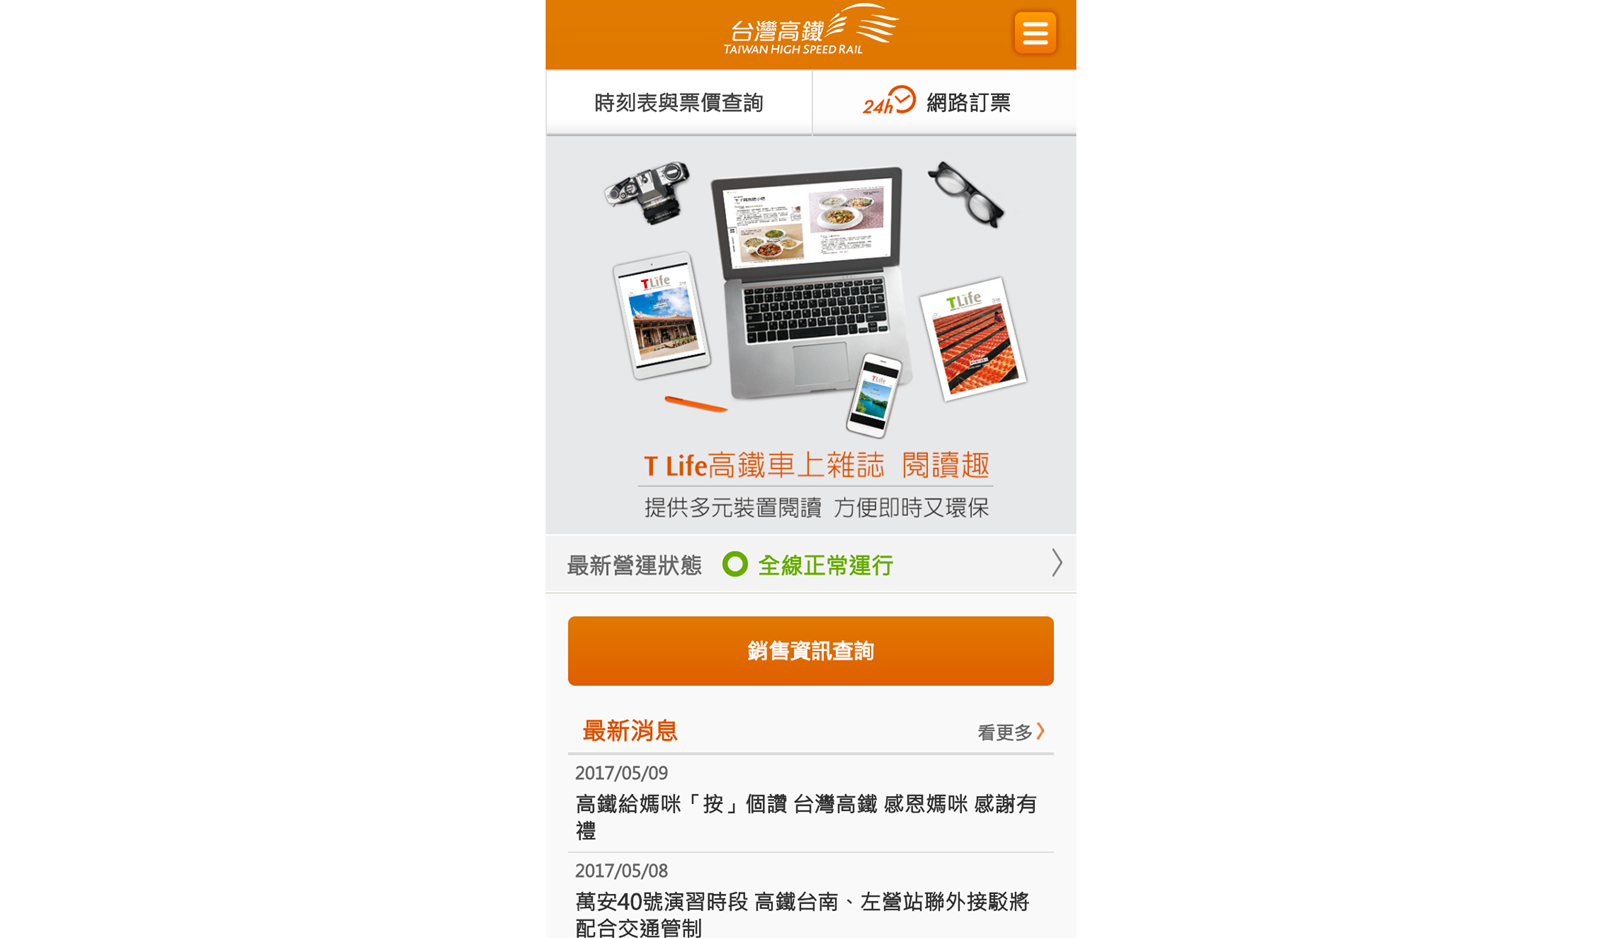 台灣高鐵
TAIWAN HIGH SPEED RAIL
時刻表與票價查詢
24h 網路訂票
T Life
T Life
T Life
T Life高鐵車上雜誌 閱讀趣
提供多元裝置閱讀 方便即時又環保
最新營運狀態 全線正常運行
銷售資訊查詢
最新消息
看更多
2017/05/09
高鐵給媽咪「按」個讚 台灣高鐵 感恩媽咪 感謝有
禮
2017/05/08
萬安40號演習時段 高鐵台南、左營站聯外接駁將
配合交通管制